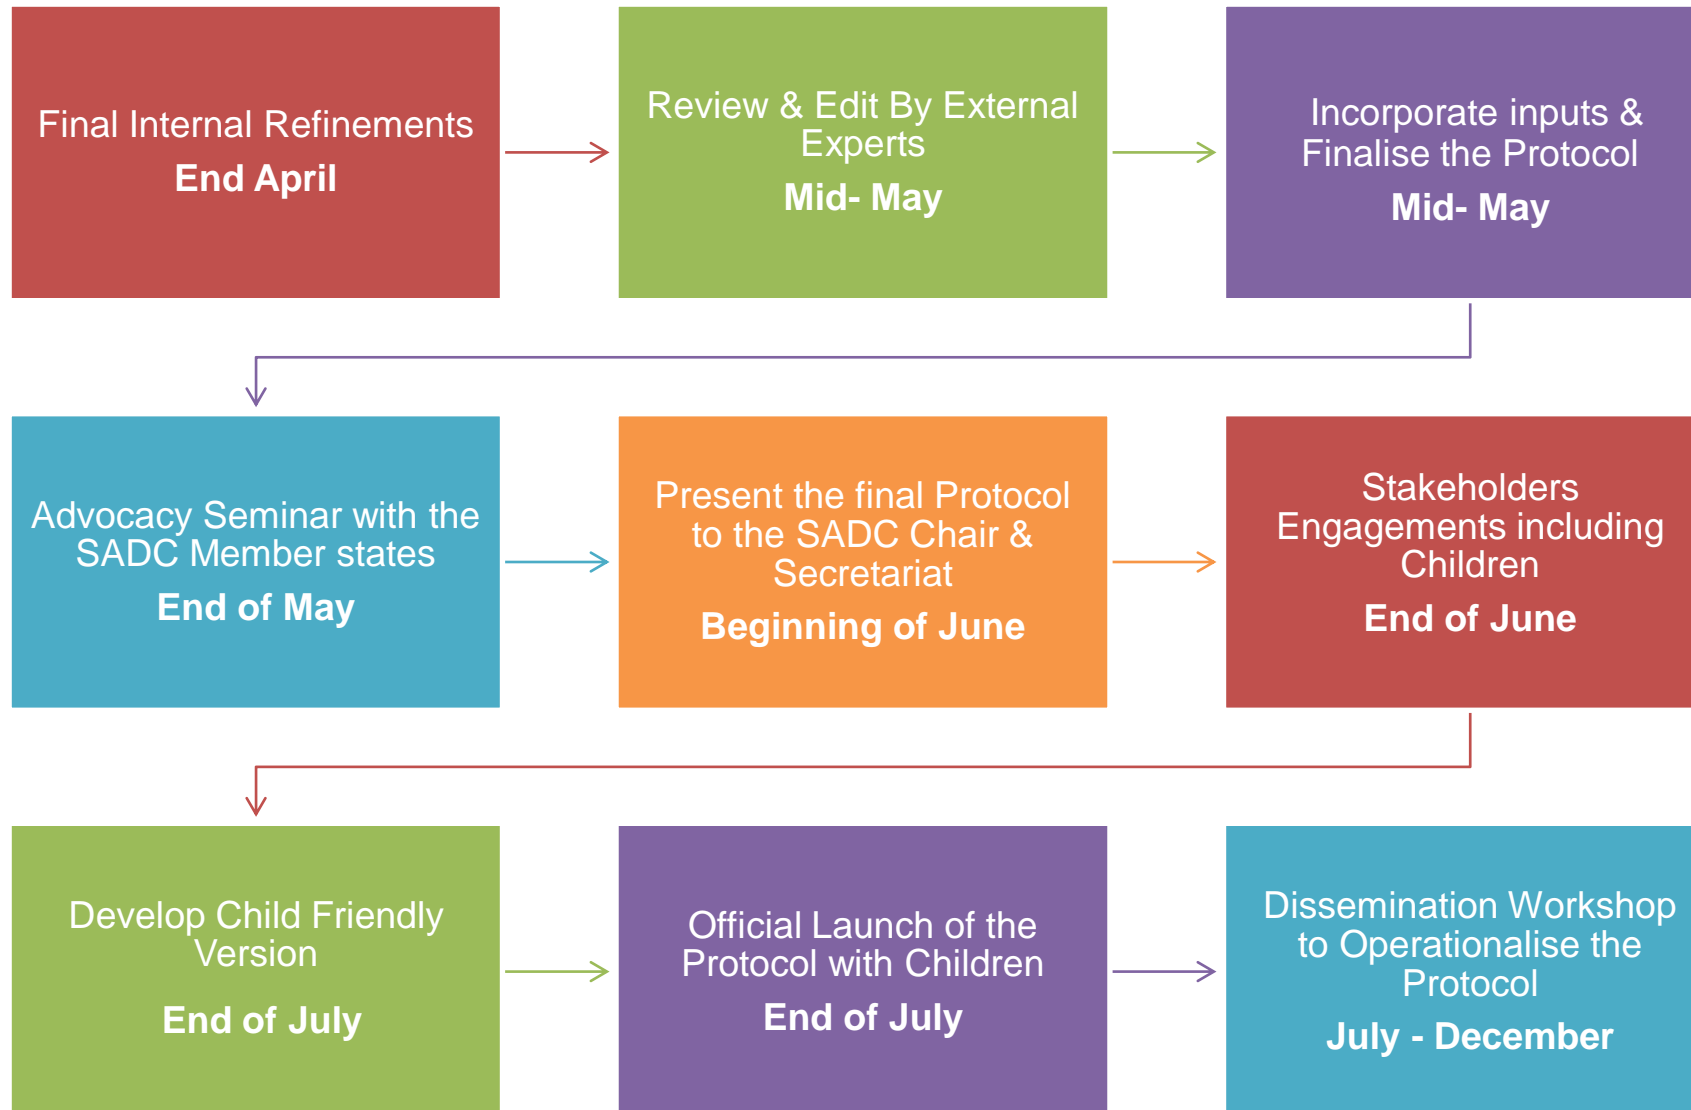 Final Internal Refinements
End April
Review & Edit By External
Experts
Mid- May
Incorporate inputs &
Finalise the Protocol
Mid- May
Advocacy Seminar with the
SADC Member states
End of May
Present the final Protocol
to the SADC Chair &
Secretariat
Beginning of June
Stakeholders
Engagements including
Children
End of June
Develop Child Friendly
Version
End of July
Official Launch of the
Protocol with Children
End of July
Dissemination Workshop
to Operationalise the
Protocol
July - December